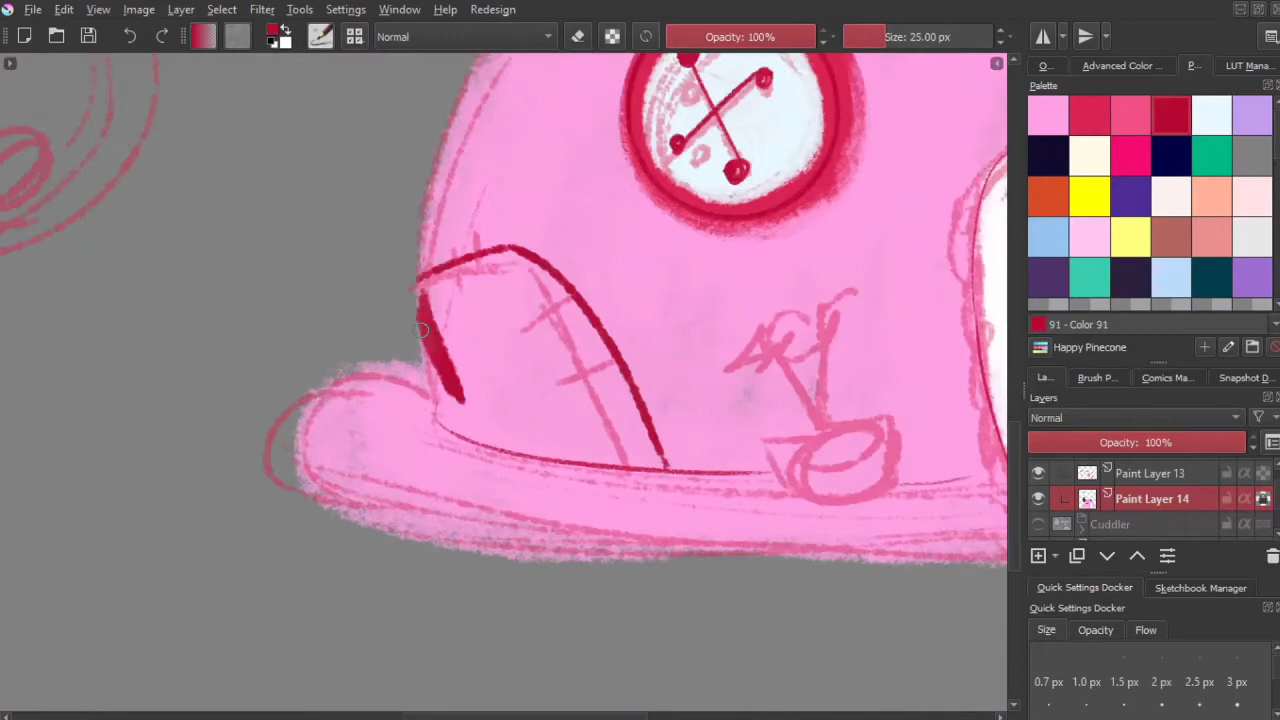 File Edit View Image Layer Select Filter Tools Settings Window Help Redesign
Normal Opacity: 100% Size: 25.00 px
O... Advanced Color ... P... LUT Mana...
Palette
91 - Color 91
Happy Pinecone
La... Brush P... Comics Ma... Snapshot D...
Layers
Normal
Opacity: 100%
Paint Layer 13
Paint Layer 14
Cuddler
Quick Settings Docker Sketchbook Manager
Quick Settings Docker
Size Opacity Flow
0.7 px 1.0 px 1.5 px 2 px 2.5 px 3 px